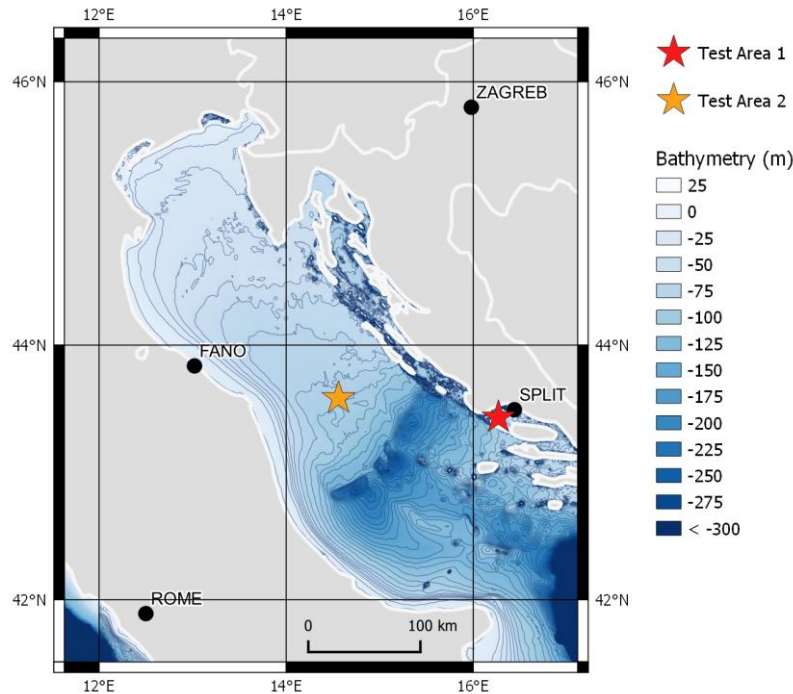 12°E 14°E 16°E
46°N 46°N
ZAGREB
44°N 44°N
FANO
SPLIT
42°N 42°N
ROME
0 100 km
12°E 14°E 16°E
Test Area 1
Test Area 2
Bathymetry (m)
25
0
-25
-50
-75
-100
-125
-150
-175
-200
-225
-250
-275
< -300